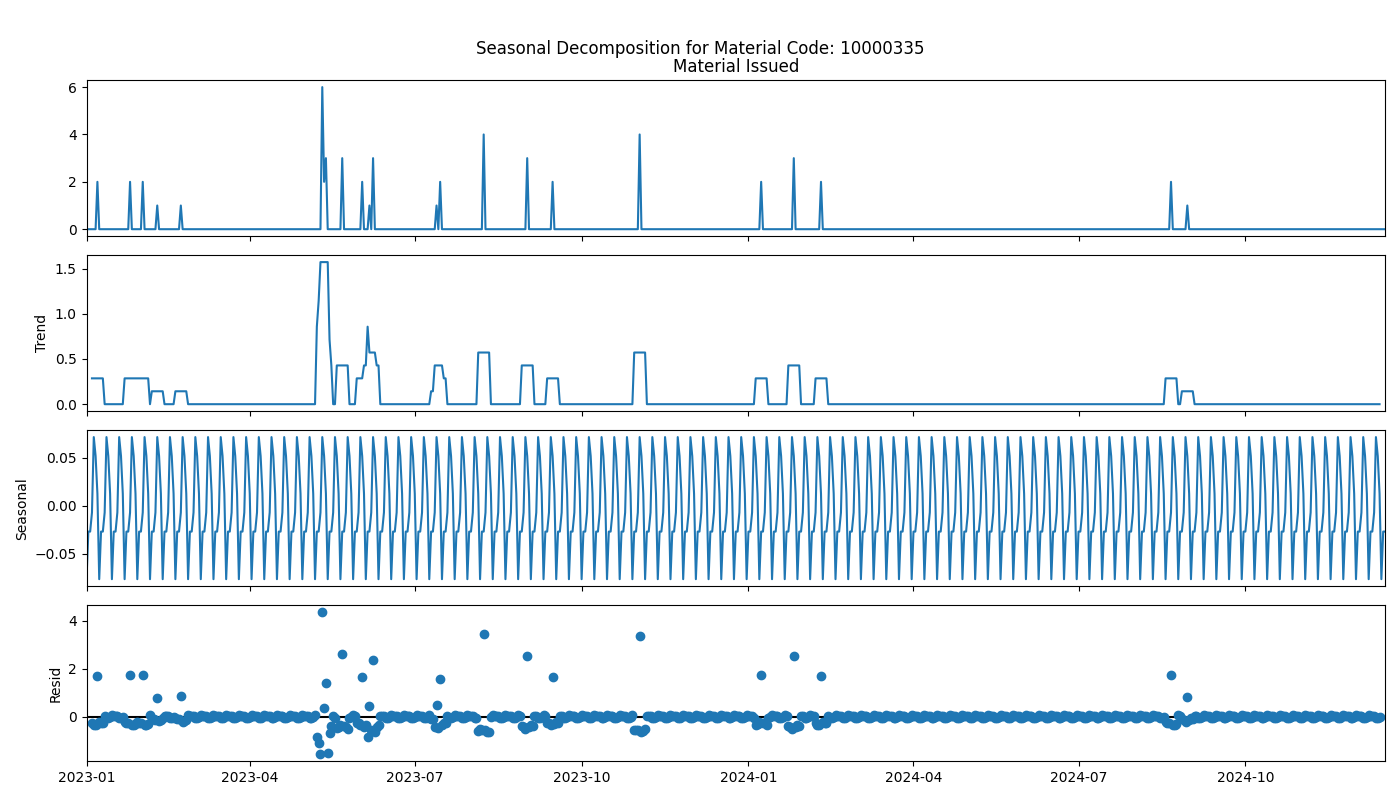 Seasonal Decomposition for Material Code: 10000335
Material Issued
6
4
2
0
Trend
1.5
1.0
0.5
0.0
Seasonal
0.05
0.00
−0.05
Resid
4
2
0
2023-01 2023-04 2023-07 2023-10 2024-01 2024-04 2024-07 2024-10